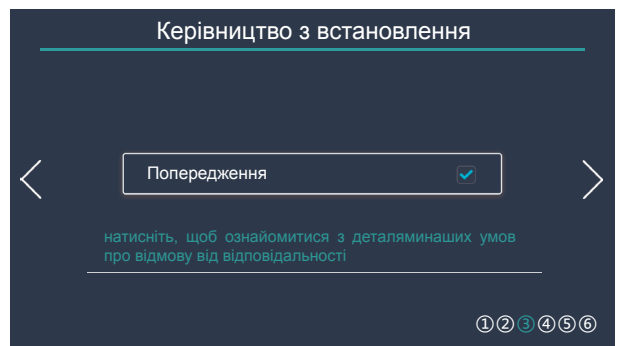 Керівництво з встановлення
Попередження
натисніть, щоб ознайомитися з деталяминаших умов
про відмову від відповідальності
①②③④⑤⑥